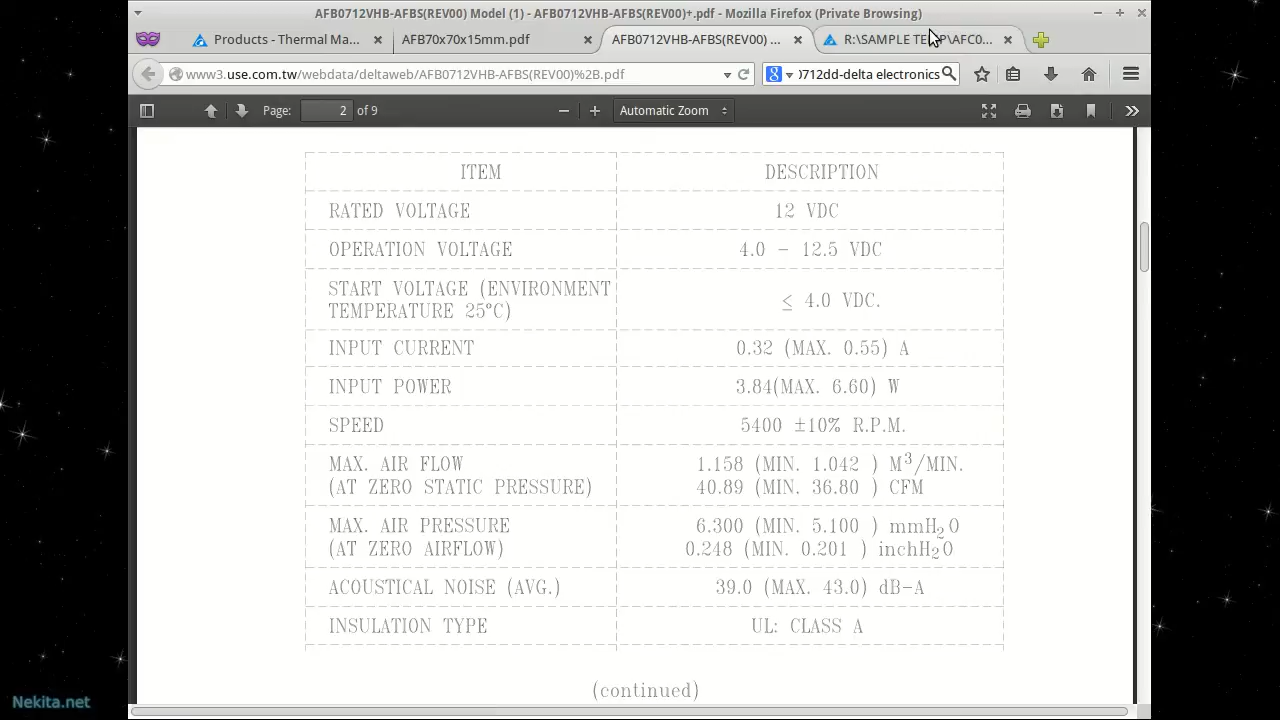 AFB0712VHB-AFBS(REV00) Model (1) - AFB0712VHB-AFBS(REV00)+.pdf - Mozilla Firefox (Private Browsing)
Products - Thermal Ma... AFB70x70x15mm.pdf AFB0712VHB-AFBS(REV00) ... R:\SAMPLE TE P\AFC0...
www3.use.com.tw/webdata/deltaweb/AFB0712VHB-AFBS(REV00)%2B.pdf 712dd-delta electronics
Page: 2 of 9 Automatic Zoom
ITEM DESCRIPTION
RATED VOLTAGE 12 VDC
OPERATION VOLTAGE 4.0 - 12.5 VDC
START VOLTAGE (ENVIRONMENT
TEMPERATURE 25°C) ≤ 4.0 VDC.
INPUT CURRENT 0.32 (MAX. 0.55) A
INPUT POWER 3.84(MAX. 6.60) W
SPEED 5400 ±10% R.P.M.
MAX. AIR FLOW 1.158 (MIN. 1.042 ) M³/MIN.
(AT ZERO STATIC PRESSURE) 40.89 (MIN. 36.80 ) CFM
MAX. AIR PRESSURE 6.300 (MIN. 5.100 ) mmH₂O
(AT ZERO AIRFLOW) 0.248 (MIN. 0.201 ) inchH₂O
ACOUSTICAL NOISE (AVG.) 39.0 (MAX. 43.0) dB-A
INSULATION TYPE UL: CLASS A
(continued)
Nekita.net